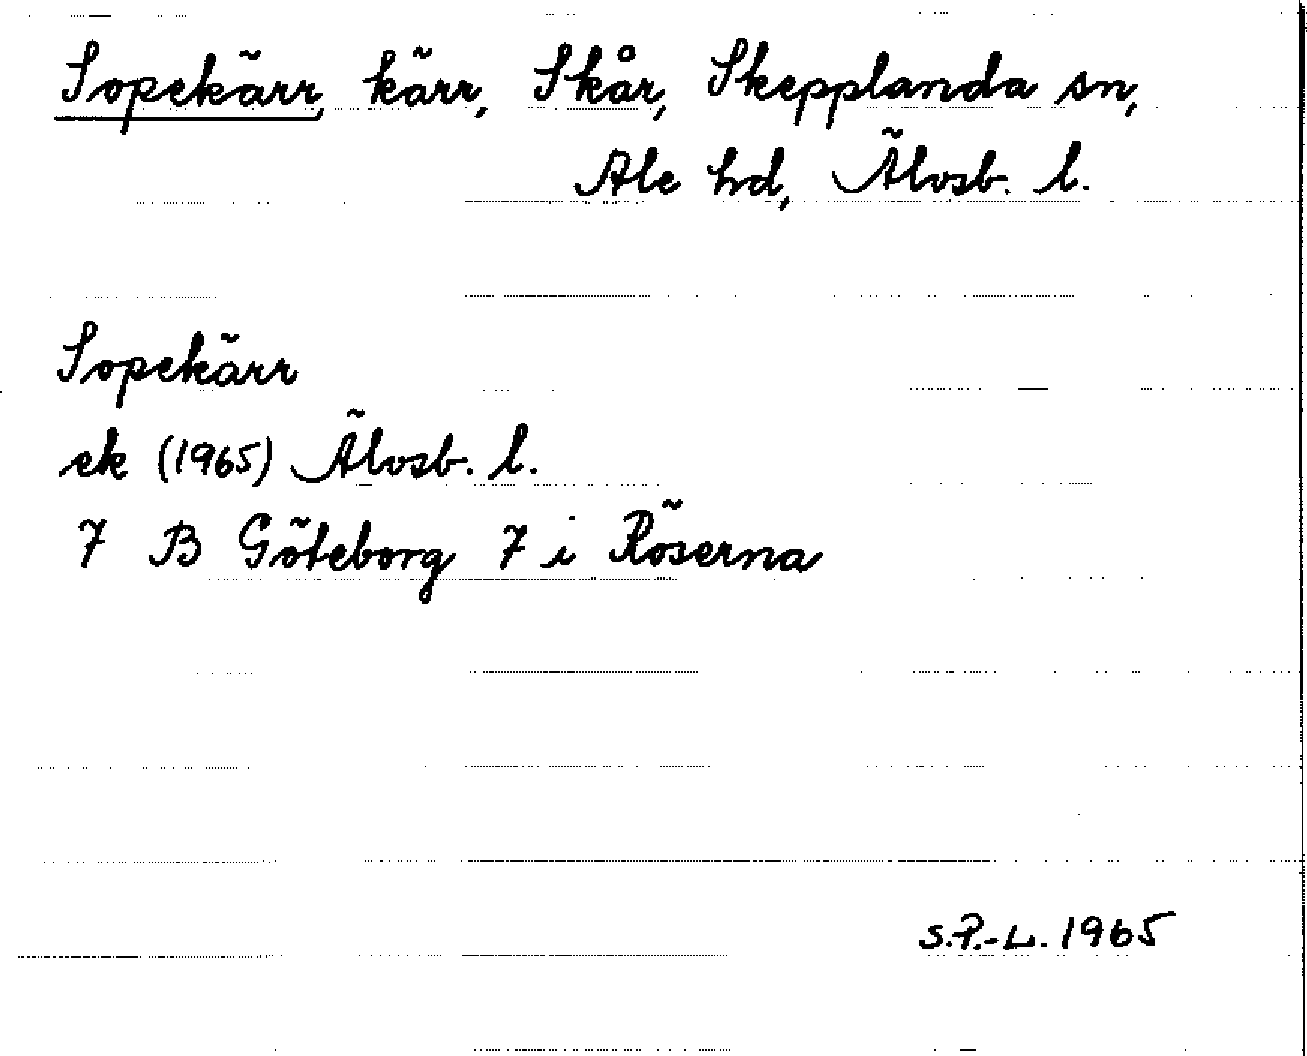 Sopekärr, kärr, Skår, Skepplanda sn,
Ale hd, Älvsb. l.
Sopekärr
ek (1965) Älvsb. l.
7 B Göteborg 7 i Röserna
S.P.-L. 1965